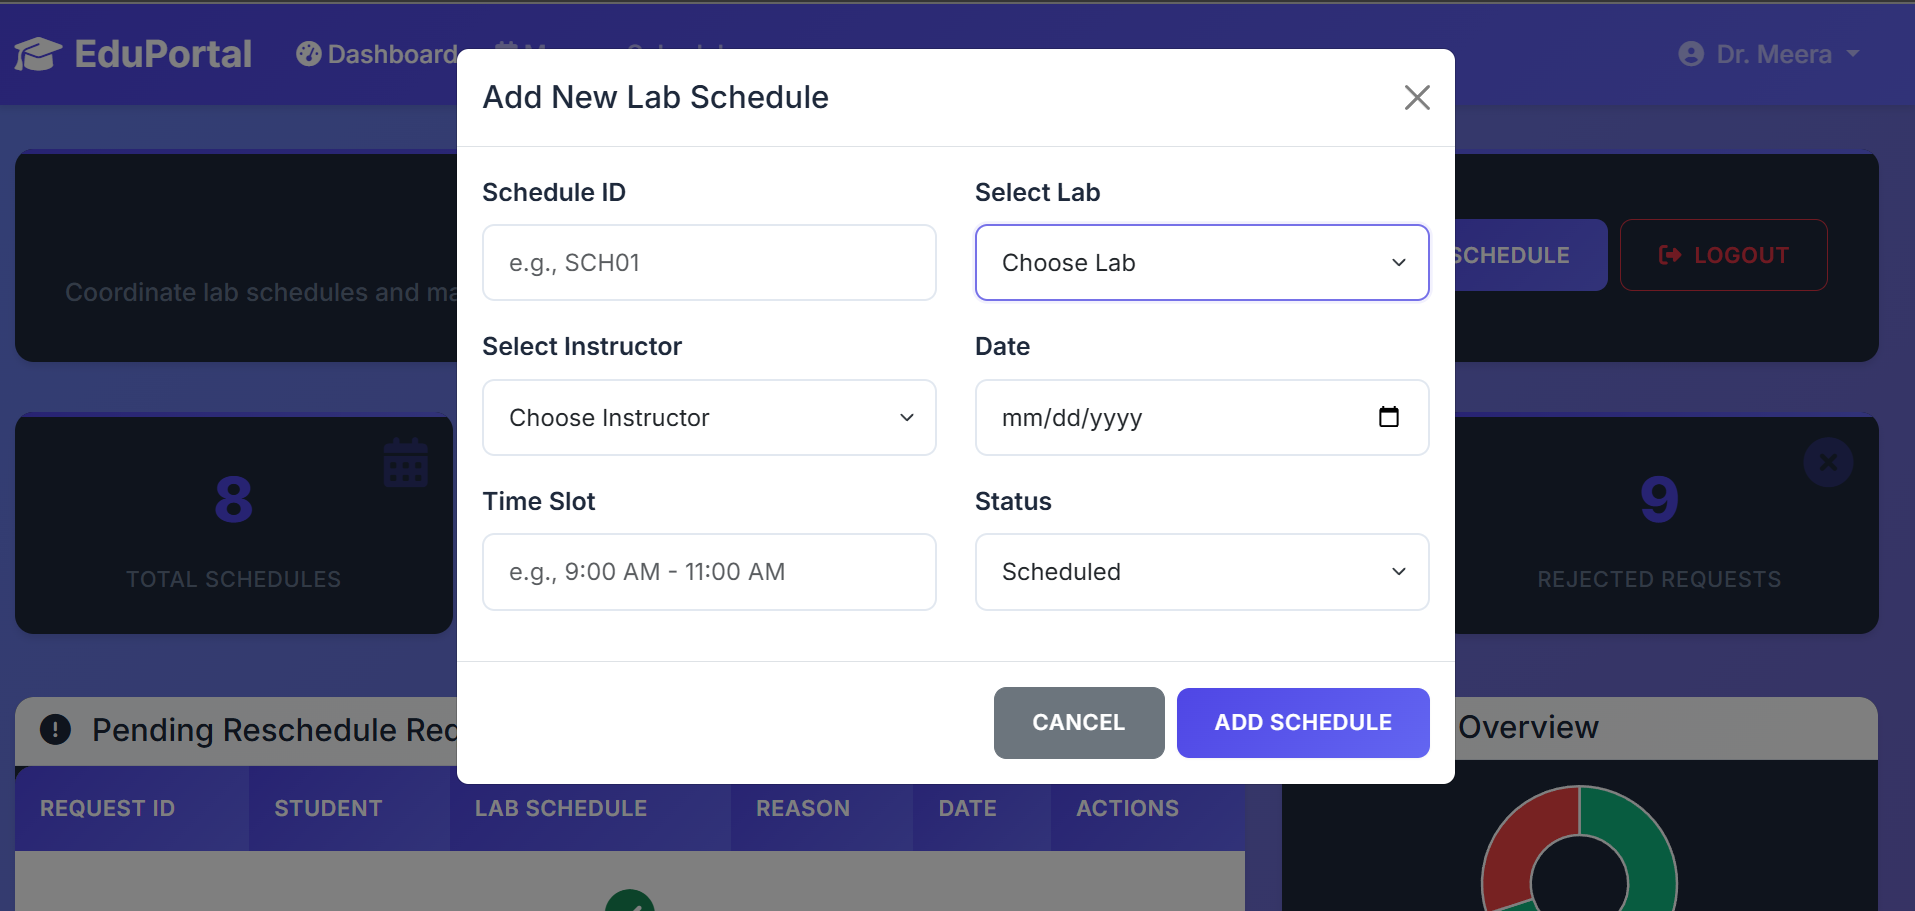 EduPortal
Dashboard
Dr. Meera
Add New Lab Schedule
Schedule ID
Select Lab
e.g., SCH01
Choose Lab
SCHEDULE
LOGOUT
Coordinate lab schedules and ma
Select Instructor
Date
Choose Instructor
mm/dd/yyyy
8
TOTAL SCHEDULES
Time Slot
Status
e.g., 9:00 AM - 11:00 AM
Scheduled
9
REJECTED REQUESTS
CANCEL
ADD SCHEDULE
Pending Reschedule Req
Overview
REQUEST ID
STUDENT
LAB SCHEDULE
REASON
DATE
ACTIONS